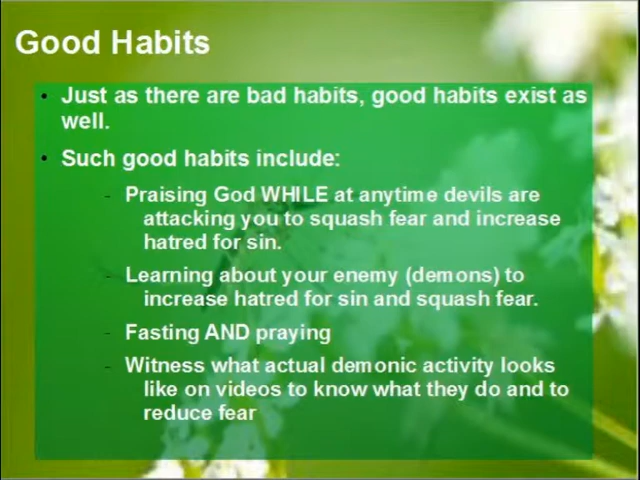 Good Habits
• Just as there are bad habits, good habits exist as
well.
• Such good habits include:
- Praising God WHILE at anytime devils are
attacking you to squash fear and increase
hatred for sin.
- Learning about your enemy (demons) to
increase hatred for sin and squash fear.
- Fasting AND praying
- Witness what actual demonic activity looks
like on videos to know what they do and to
reduce fear